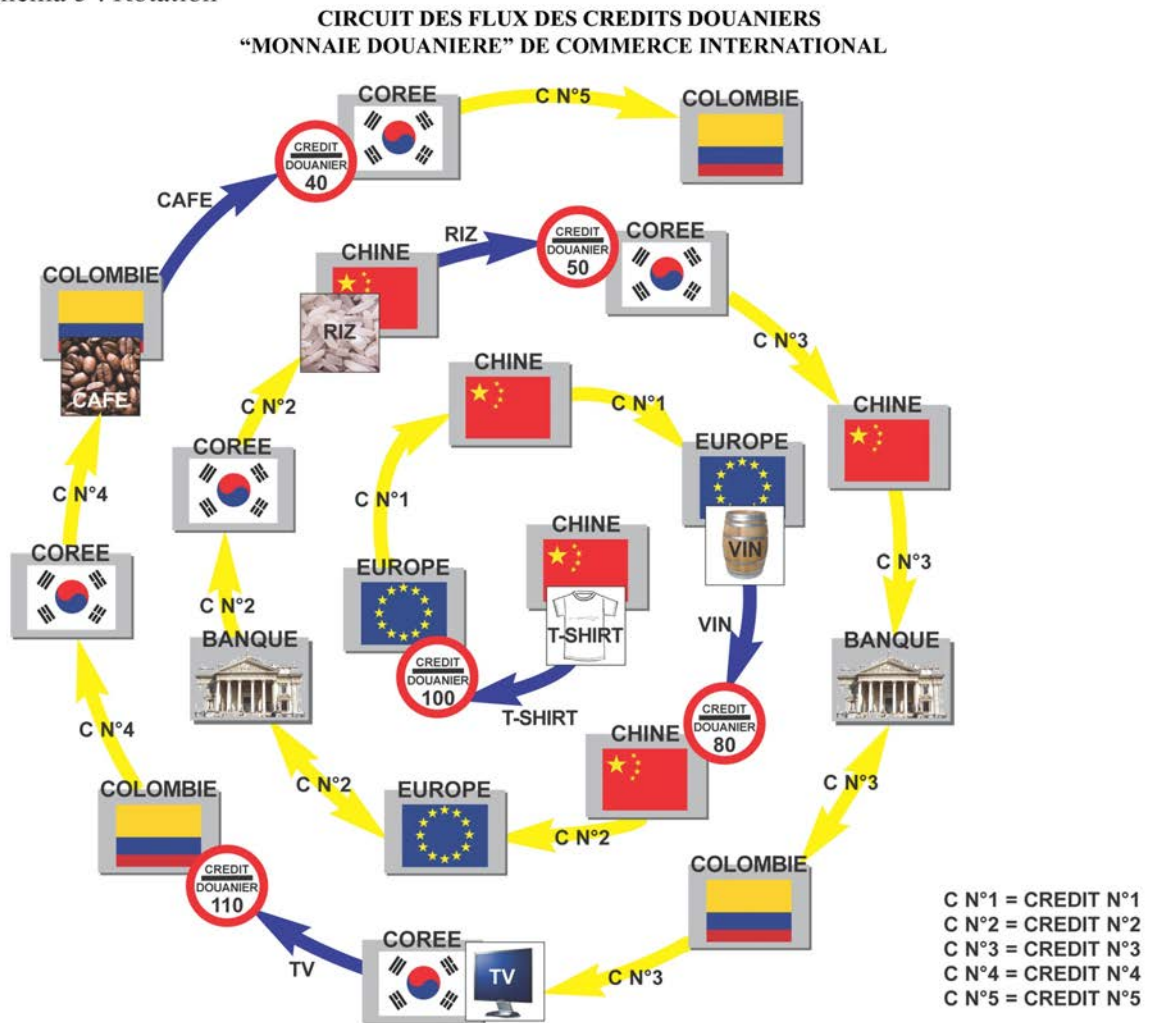 CIRCUIT DES FLUX DES CREDITS DOUANIERS
“MONNAIE DOUANIERE” DE COMMERCE INTERNATIONAL
COREE
C N°5
COLOMBIE
CREDIT
DOUANIER
40
CAFE
COLOMBIE
CAFE
CHINE
RIZ
RIZ
CREDIT
DOUANIER
50
COREE
C N°3
CHINE
C N°2
CHINE
C N°1
EUROPE
VIN
COREE
C N°4
C N°1
CHINE
T-SHIRT
C N°3
COREE
EUROPE
C N°2
VIN
BANQUE
CREDIT
DOUANIER
100
T-SHIRT
BANQUE
C N°4
CHINE
CREDIT
DOUANIER
80
COLOMBIE
C N°2
EUROPE
C N°2
C N°3
COLOMBIE
CREDIT
DOUANIER
110
TV
COREE
TV
C N°3
C N°1 = CREDIT N°1
C N°2 = CREDIT N°2
C N°3 = CREDIT N°3
C N°4 = CREDIT N°4
C N°5 = CREDIT N°5